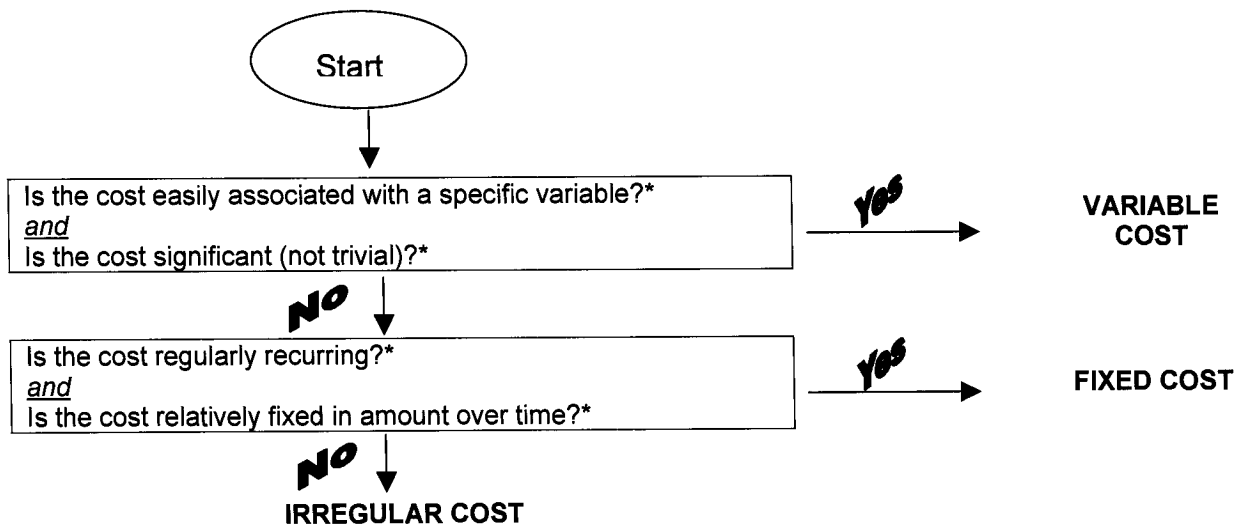 Start
Is the cost easily associated with a specific variable?*
and
Is the cost significant (not trivial)?*
Yes
VARIABLE
COST
No
Is the cost regularly recurring?*
and
Is the cost relatively fixed in amount over time?*
Yes
FIXED COST
No
IRREGULAR COST